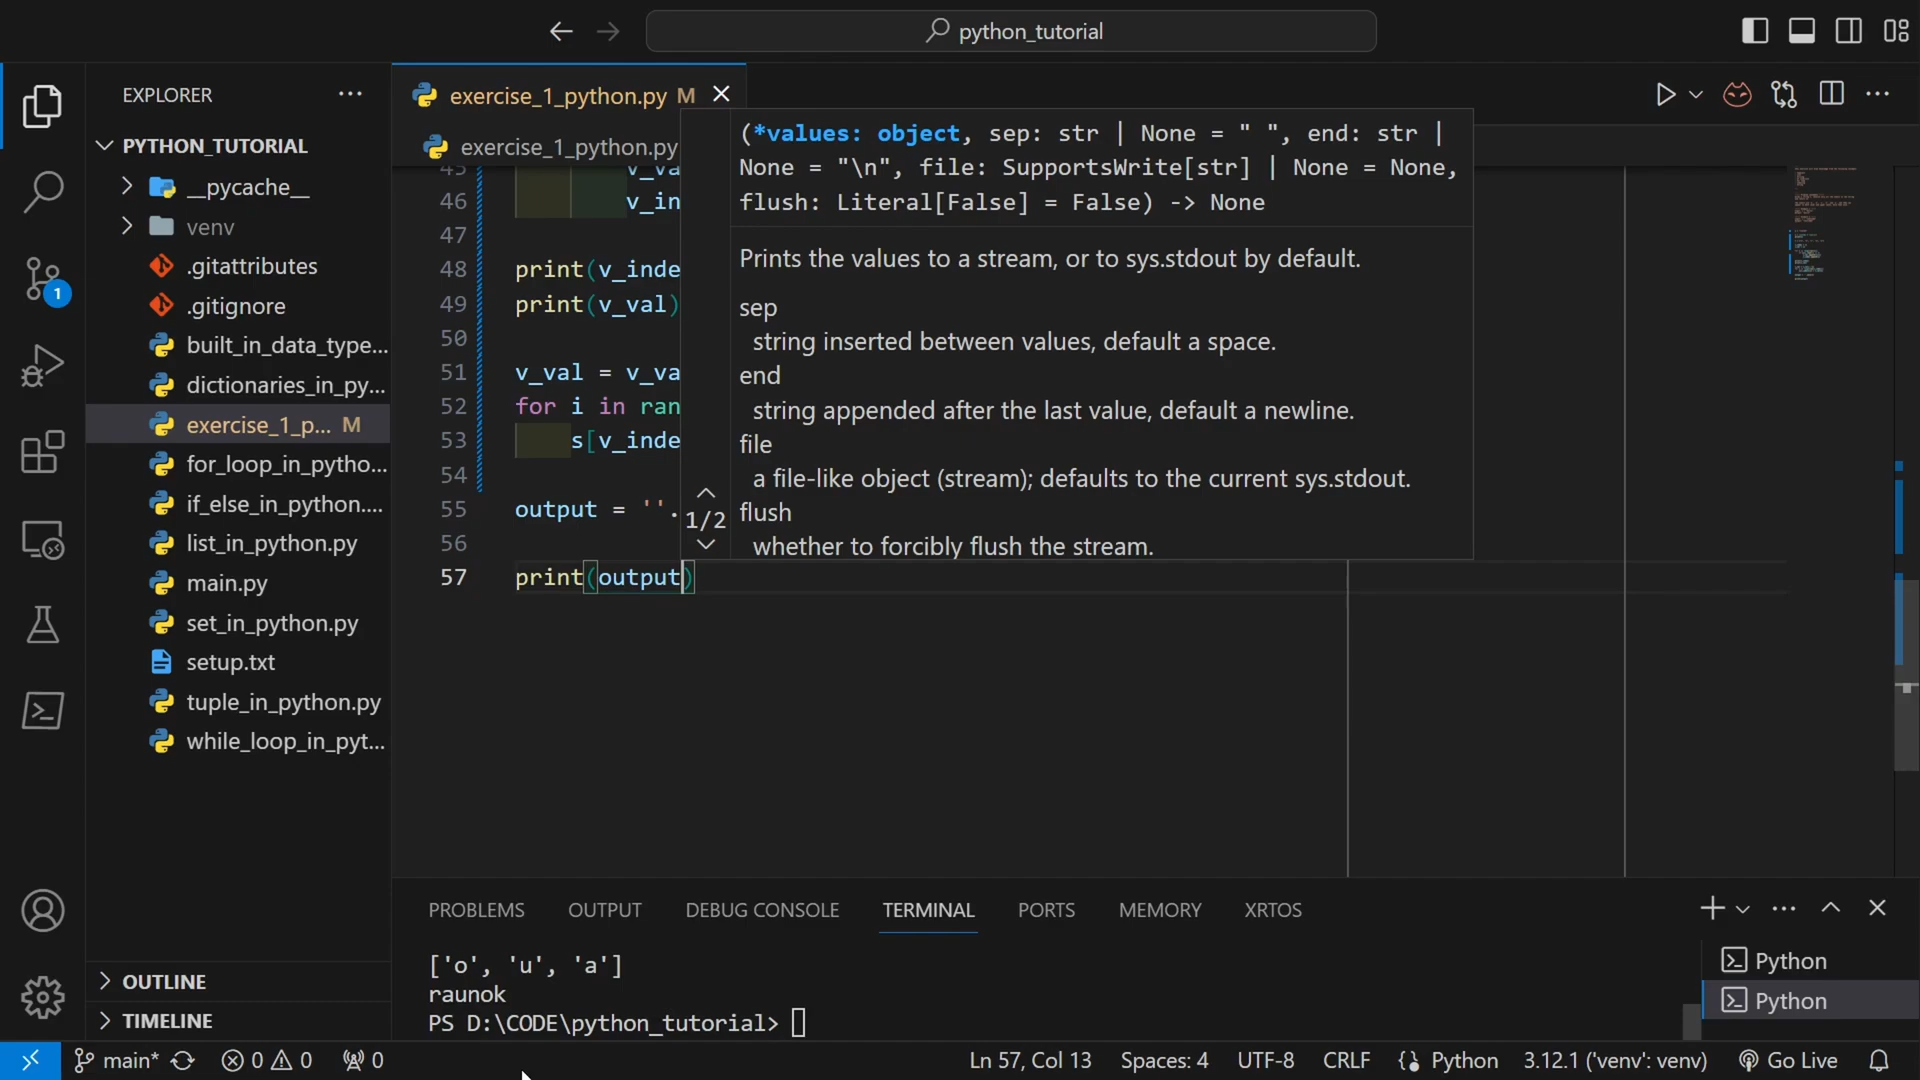 python_tutorial
EXPLORER
PYTHON_TUTORIAL
__pycache__
venv
.gitattributes
.gitignore
built_in_data_type...
dictionaries_in_py...
exercise_1_p... M
for_loop_in_pytho...
if_else_in_python....
list_in_python.py
main.py
set_in_python.py
setup.txt
tuple_in_python.py
while_loop_in_pyt...
OUTLINE
TIMELINE
1
exercise_1_python.py M
exercise_1_python.py
45 v_va
46 v_in
47
48 print(v_inde
49 print(v_val)
50
51 v_val = v_va
52 for i in ran
53 s[v_inde
54
55 output = ''.
56
57 print(output)
(*values: object, sep: str | None = " ", end: str |
None = "\n", file: SupportsWrite[str] | None = None,
flush: Literal[False] = False) -> None
Prints the values to a stream, or to sys.stdout by default.
sep
string inserted between values, default a space.
end
string appended after the last value, default a newline.
file
a file-like object (stream); defaults to the current sys.stdout.
flush
whether to forcibly flush the stream.
1/2
PROBLEMS OUTPUT DEBUG CONSOLE TERMINAL PORTS MEMORY XRTOS
['o', 'u', 'a']
raunok
PS D:\CODE\python_tutorial>
Python
Python
main* 0 0 0 Ln 57, Col 13 Spaces: 4 UTF-8 CRLF Python 3.12.1 ('venv': venv) Go Live